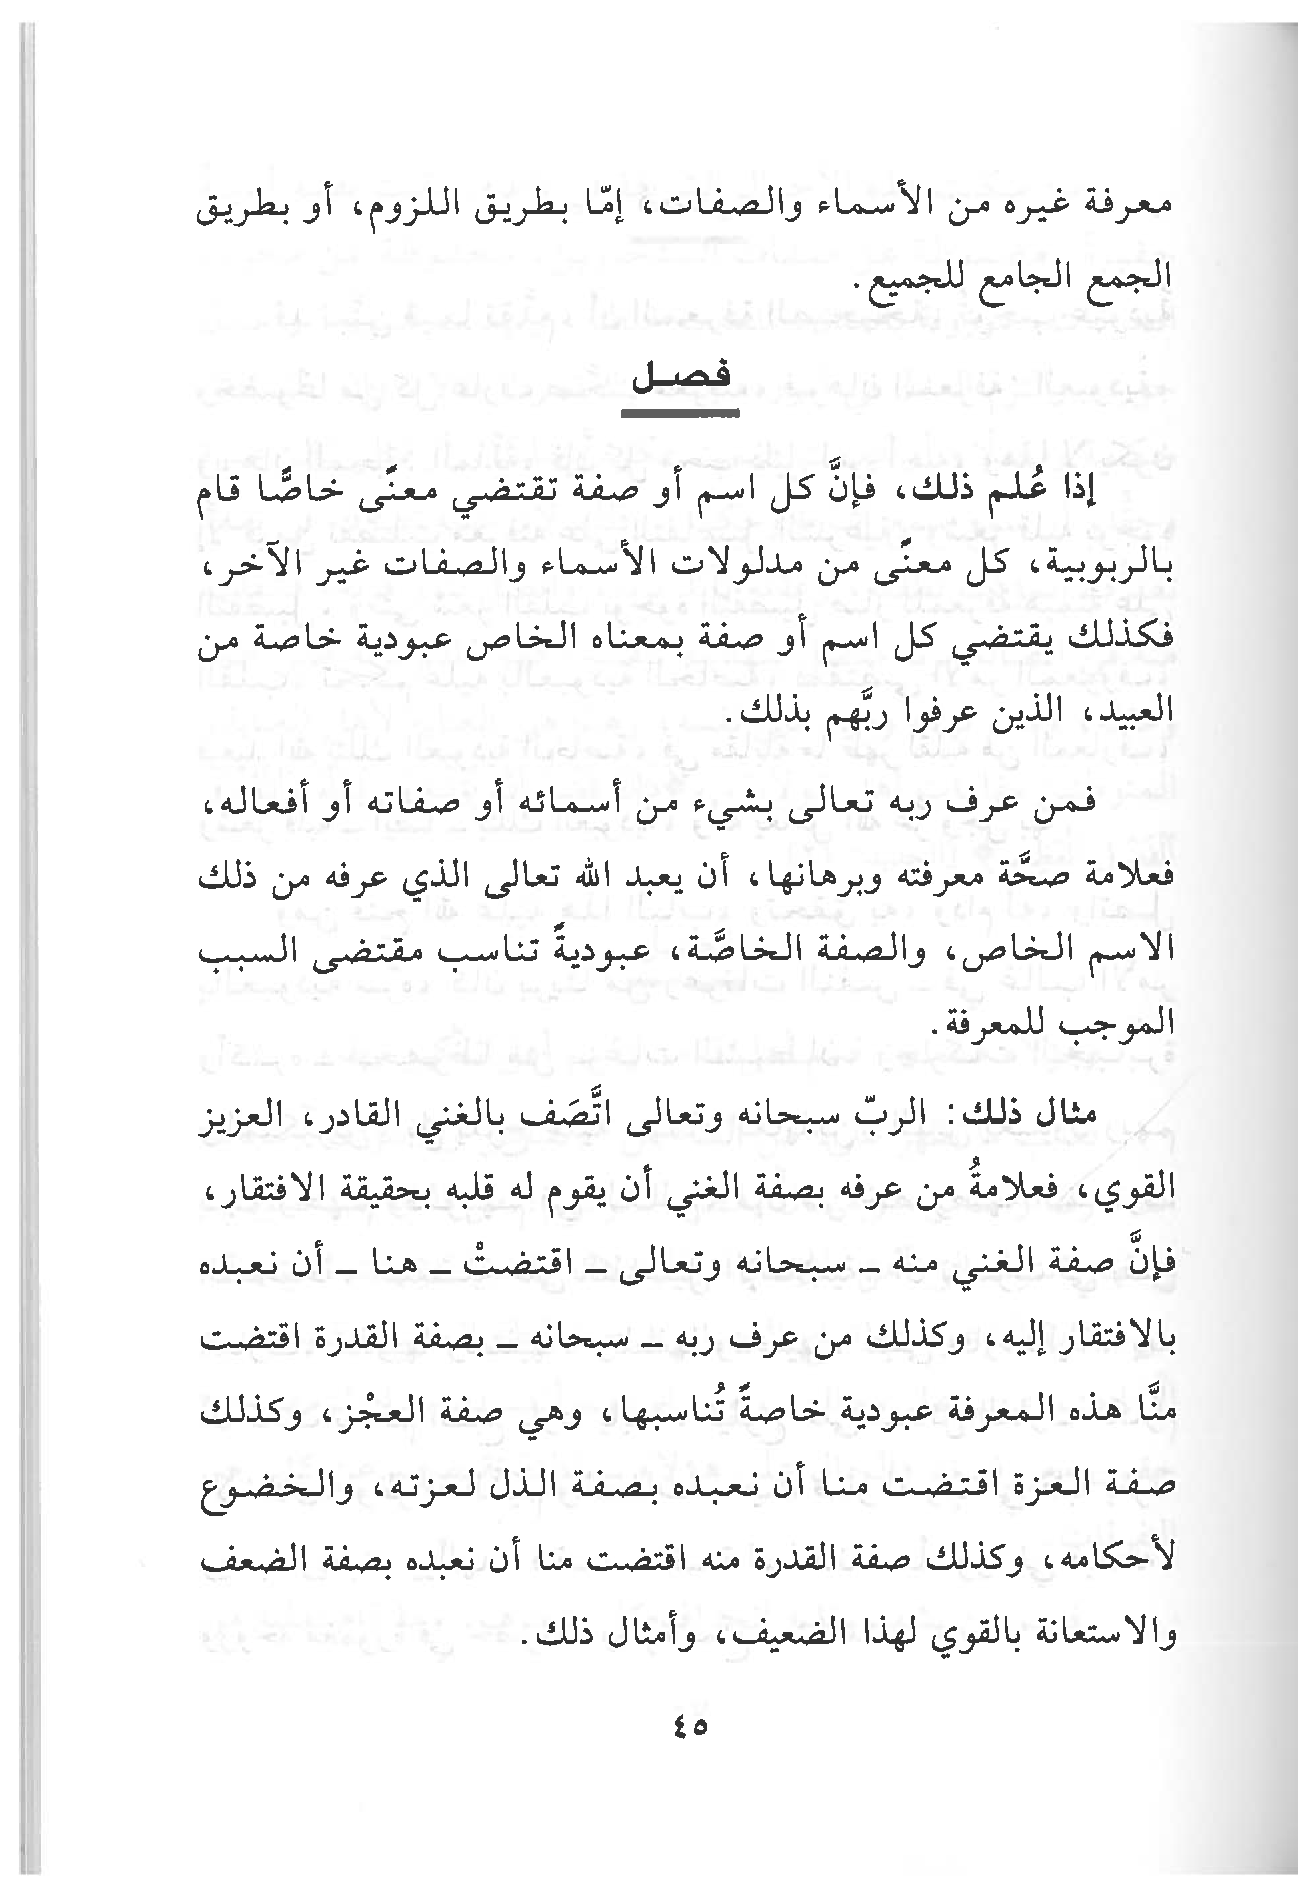 معرفة غيره من الأسماء والصفات، إمّا بطريق اللزوم، أو بطريق
الجمع الجامع للجميع.
فصل
إذا عُلم ذلك، فإنَّ كل اسم أو صفة تقتضي معنًى خاصًّا قام
بالربوبية، كل معنًى من مدلولات الأسماء والصفات غير الآخر،
فكذلك يقتضي كل اسم أو صفة بمعناه الخاص عبودية خاصة من
العبيد، الذين عرفوا ربَّهم بذلك.
فمن عرف ربه تعالى بشيء من أسمائه أو صفاته أو أفعاله،
فعلامة صحَّة معرفته وبرهانها، أن يعبد الله تعالى الذي عرفه من ذلك
الاسم الخاص، والصفة الخاصَّة، عبوديةً تناسب مقتضى السبب
الموجب للمعرفة.
مثال ذلك: الربّ سبحانه وتعالى اتَّصَف بالغني القادر، العزيز
القوي، فعلامةُ من عرفه بصفة الغني أن يقوم له قلبه بحقيقة الافتقار،
فإنَّ صفة الغني منه – سبحانه وتعالى – اقتضتْ – هنا – أن نعبده
بالافتقار إليه، وكذلك من عرف ربه – سبحانه – بصفة القدرة اقتضت
منَّا هذه المعرفة عبودية خاصةً تُناسبها، وهي صفة العجْز، وكذلك
صفة العزة اقتضت منا أن نعبده بصفة الذل لعزته، والخضوع
لأحكامه، وكذلك صفة القدرة منه اقتضت منا أن نعبده بصفة الضعف
والاستعانة بالقوي لهذا الضعيف، وأمثال ذلك.
٤٥